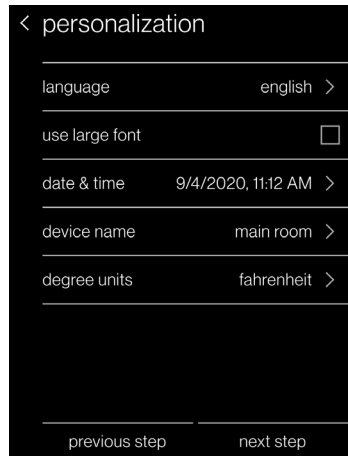 < personalization
language english >
use large font
date & time 9/4/2020, 11:12 AM >
device name main room >
degree units fahrenheit >
previous step next step